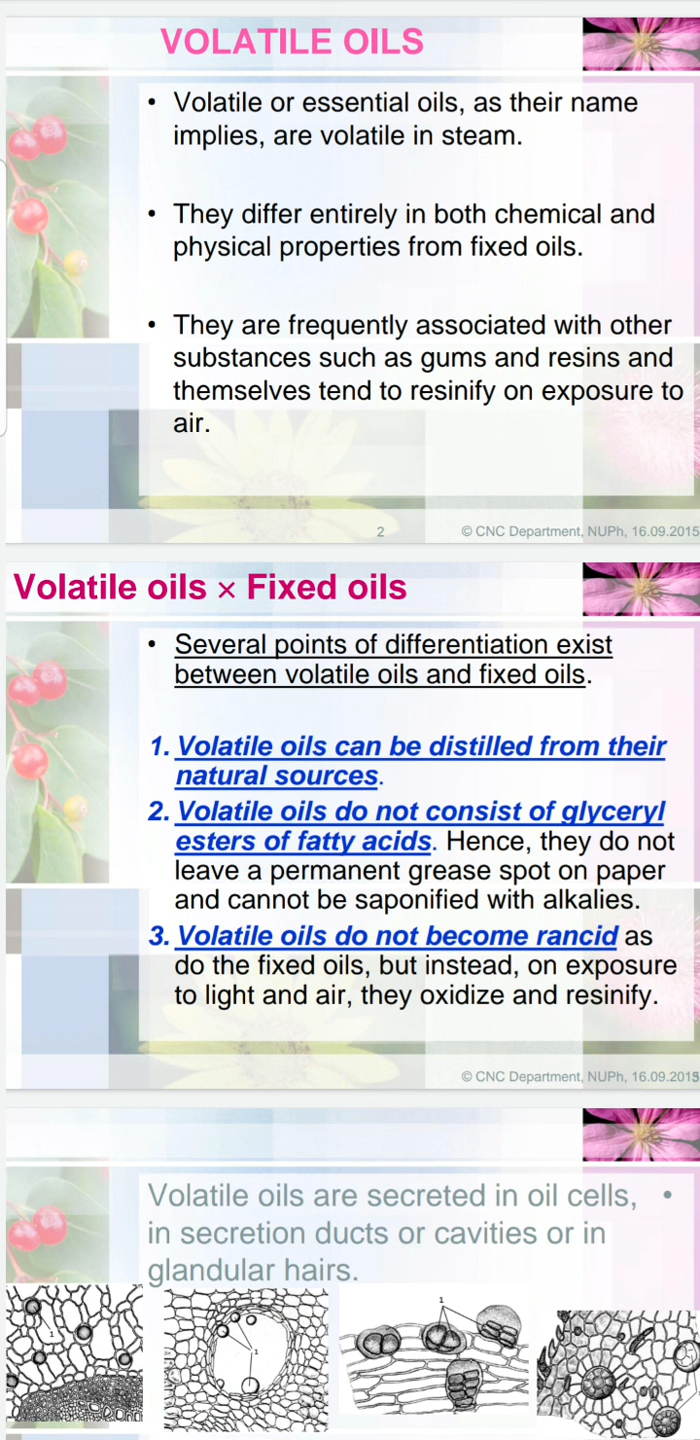 VOLATILE OILS
• Volatile or essential oils, as their name
implies, are volatile in steam.
• They differ entirely in both chemical and
physical properties from fixed oils.
• They are frequently associated with other
substances such as gums and resins and
themselves tend to resinify on exposure to
air.
2 © CNC Department, NUPh, 16.09.2015
Volatile oils × Fixed oils
• Several points of differentiation exist
between volatile oils and fixed oils.
1. Volatile oils can be distilled from their
natural sources.
2. Volatile oils do not consist of glyceryl
esters of fatty acids. Hence, they do not
leave a permanent grease spot on paper
and cannot be saponified with alkalies.
3. Volatile oils do not become rancid as
do the fixed oils, but instead, on exposure
to light and air, they oxidize and resinify.
© CNC Department, NUPh, 16.09.2015
Volatile oils are secreted in oil cells, •
in secretion ducts or cavities or in
glandular hairs.
1
1
1